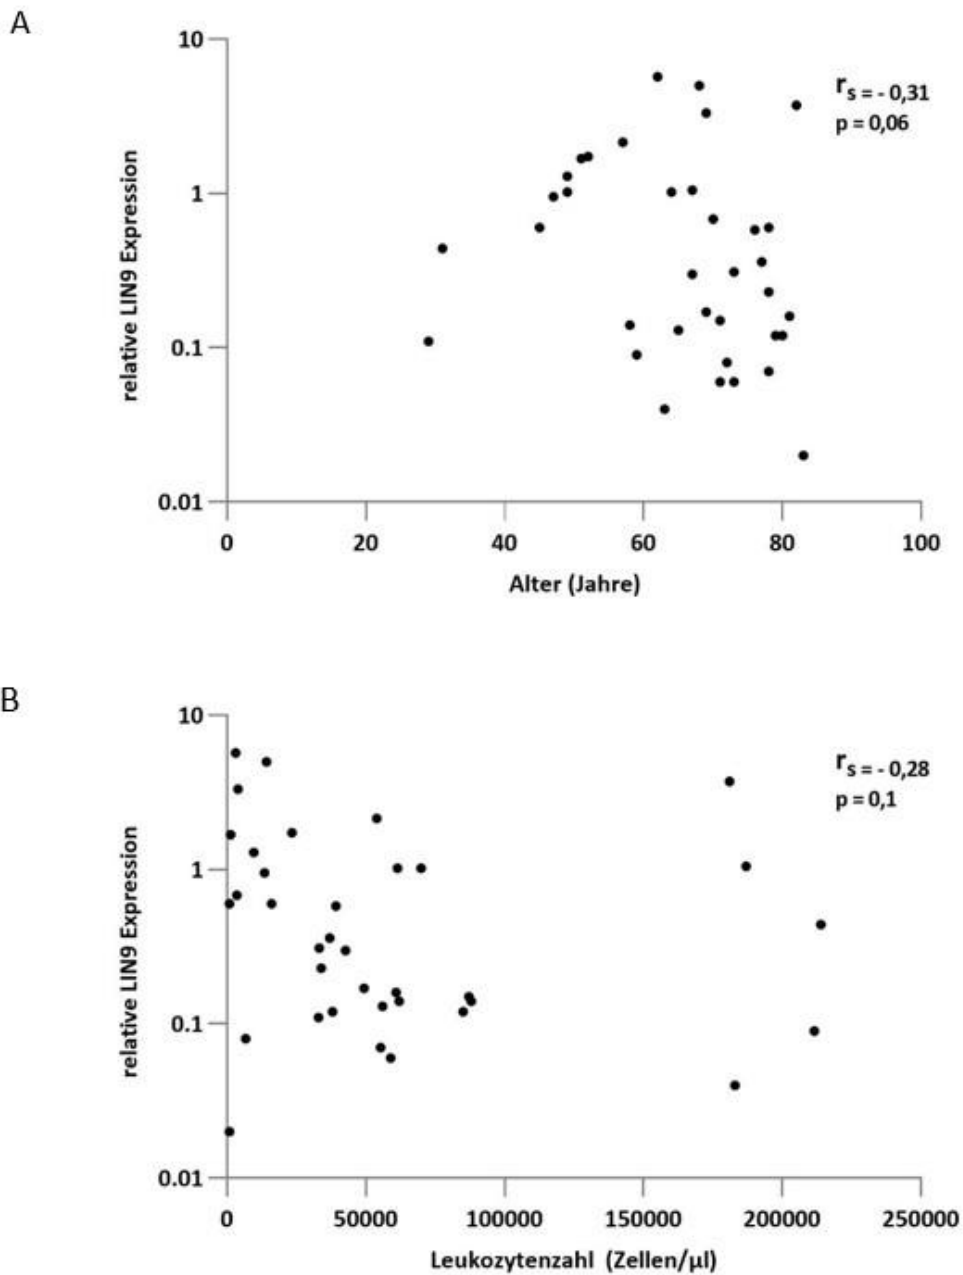 A
10
1
0.1
0.01
relative LIN9 Expression
rs = - 0,31
p = 0,06
0 20 40 60 80 100
Alter (Jahre)
B
10
1
0.1
0.01
relative LIN9 Expression
rs = - 0,28
p = 0,1
0 50000 100000 150000 200000 250000
Leukozytenzahl (Zellen/µl)